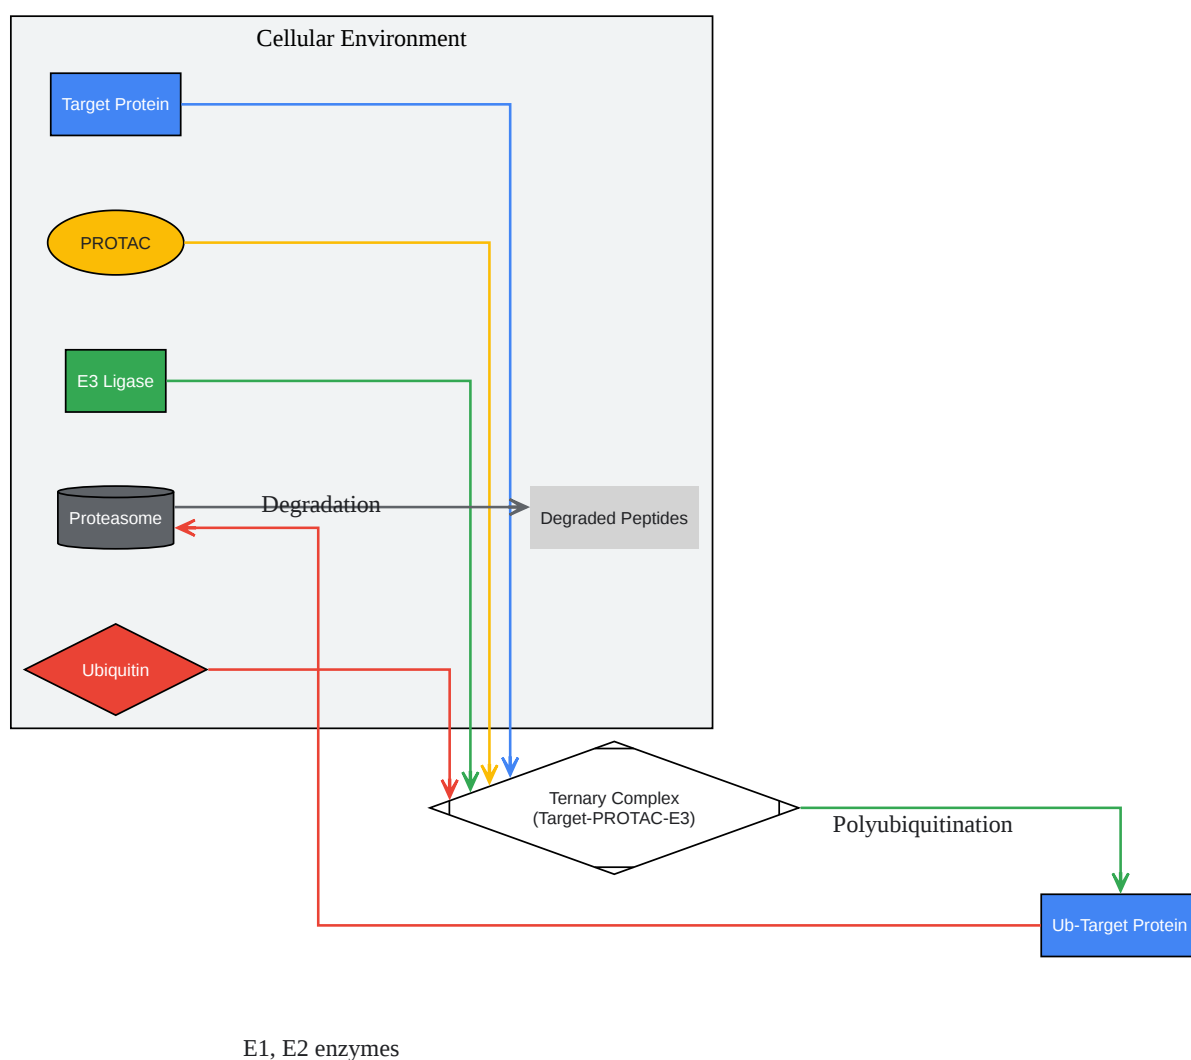 Cellular Environment
Target Protein
PROTAC
E3 Ligase
Degradation
Proteasome
Degraded Peptides
Ubiquitin
Ternary Complex
(Target-PROTAC-E3)
Polyubiquitination
Ub-Target Protein
E1, E2 enzymes